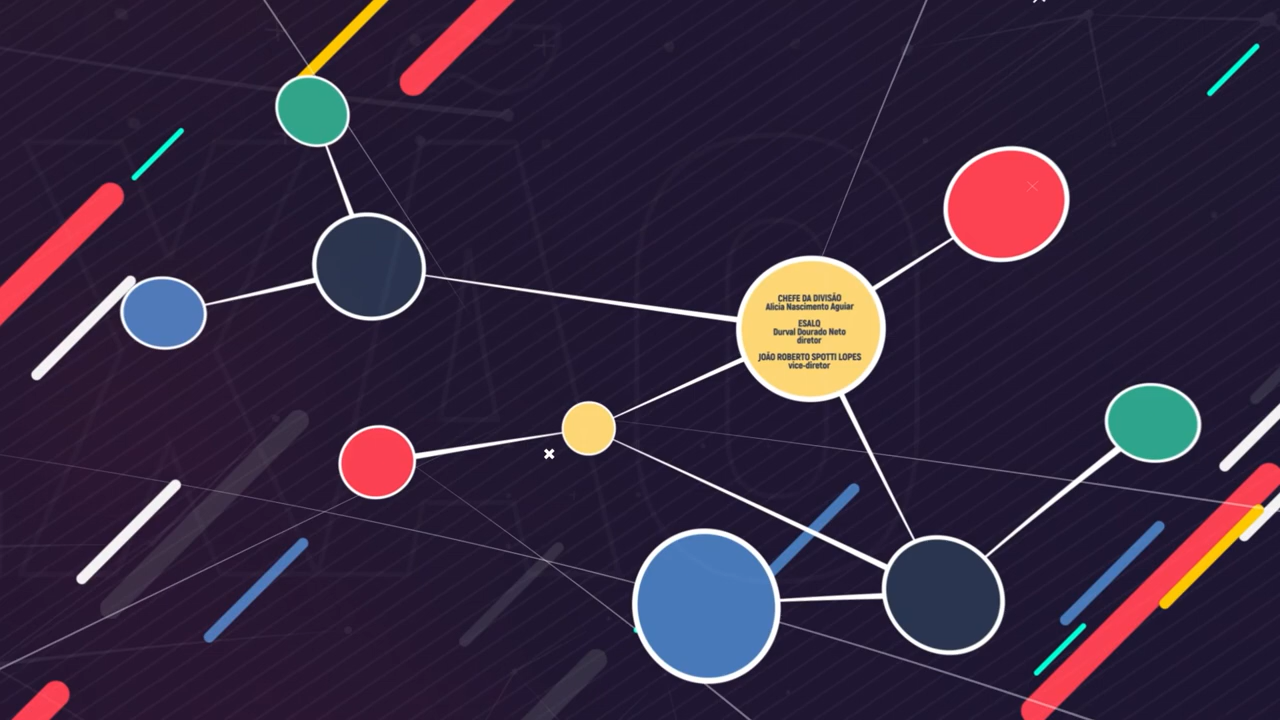 CHEFE DA DIVISÃO
Alicia Nascimento Aguiar
ESALQ
Durval Dourado Neto
diretor
JOÃO ROBERTO SPOTTI LOPES
vice-diretor